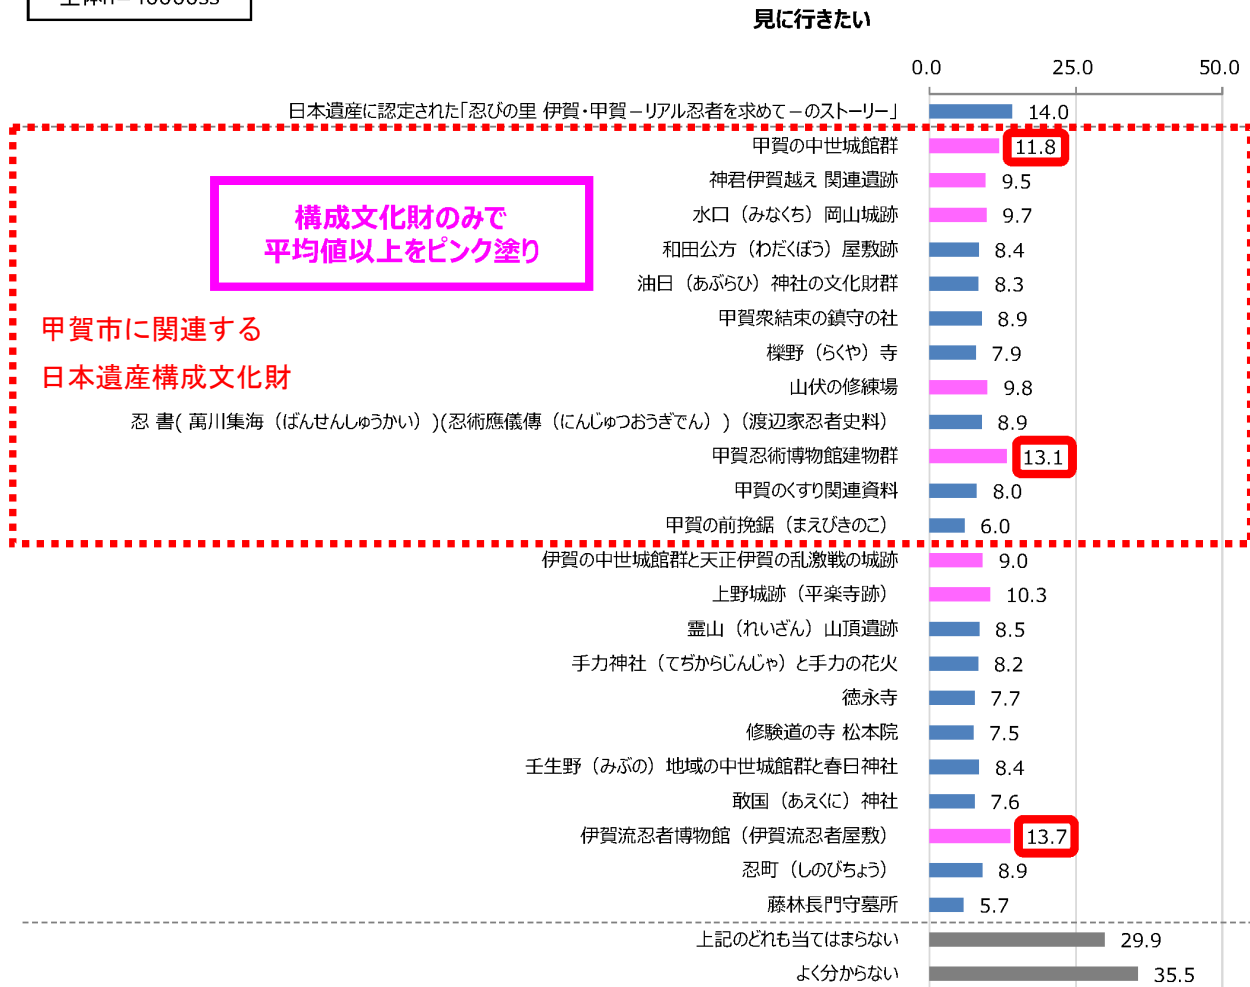 見に行きたい
0.0 25.0 50.0
日本遺産に認定された「忍びの里 伊賀・甲賀－リアル忍者を求めて－のストーリー」 14.0
甲賀の中世城館群 11.8
神君伊賀越え 関連遺跡 9.5
水口（みなくち）岡山城跡 9.7
和田公方（わだくぼう）屋敷跡 8.4
油日（あぶらひ）神社の文化財群 8.3
甲賀衆結束の鎮守の社 8.9
櫟野（らくや）寺 7.9
山伏の修練場 9.8
忍 書( 萬川集海（ばんせんしゅうかい）)(忍術應儀傳（にんじゅつおうぎでん）)（渡辺家忍者史料） 8.9
甲賀忍術博物館建物群 13.1
甲賀のくすり関連資料 8.0
甲賀の前挽鋸（まえびきのこ） 6.0
構成文化財のみで
平均値以上をピンク塗り
甲賀市に関連する
日本遺産構成文化財
伊賀の中世城館群と天正伊賀の乱激戦の城跡 9.0
上野城跡（平楽寺跡） 10.3
霊山（れいざん）山頂遺跡 8.5
手力神社（てぢからじんじゃ）と手力の花火 8.2
徳永寺 7.7
修験道の寺 松本院 7.5
壬生野（みぶの）地域の中世城館群と春日神社 8.4
敢国（あえくに）神社 7.6
伊賀流忍者博物館（伊賀流忍者屋敷） 13.7
忍町（しのびちょう） 8.9
藤林長門守墓所 5.7
上記のどれも当てはまらない 29.9
よく分からない 35.5